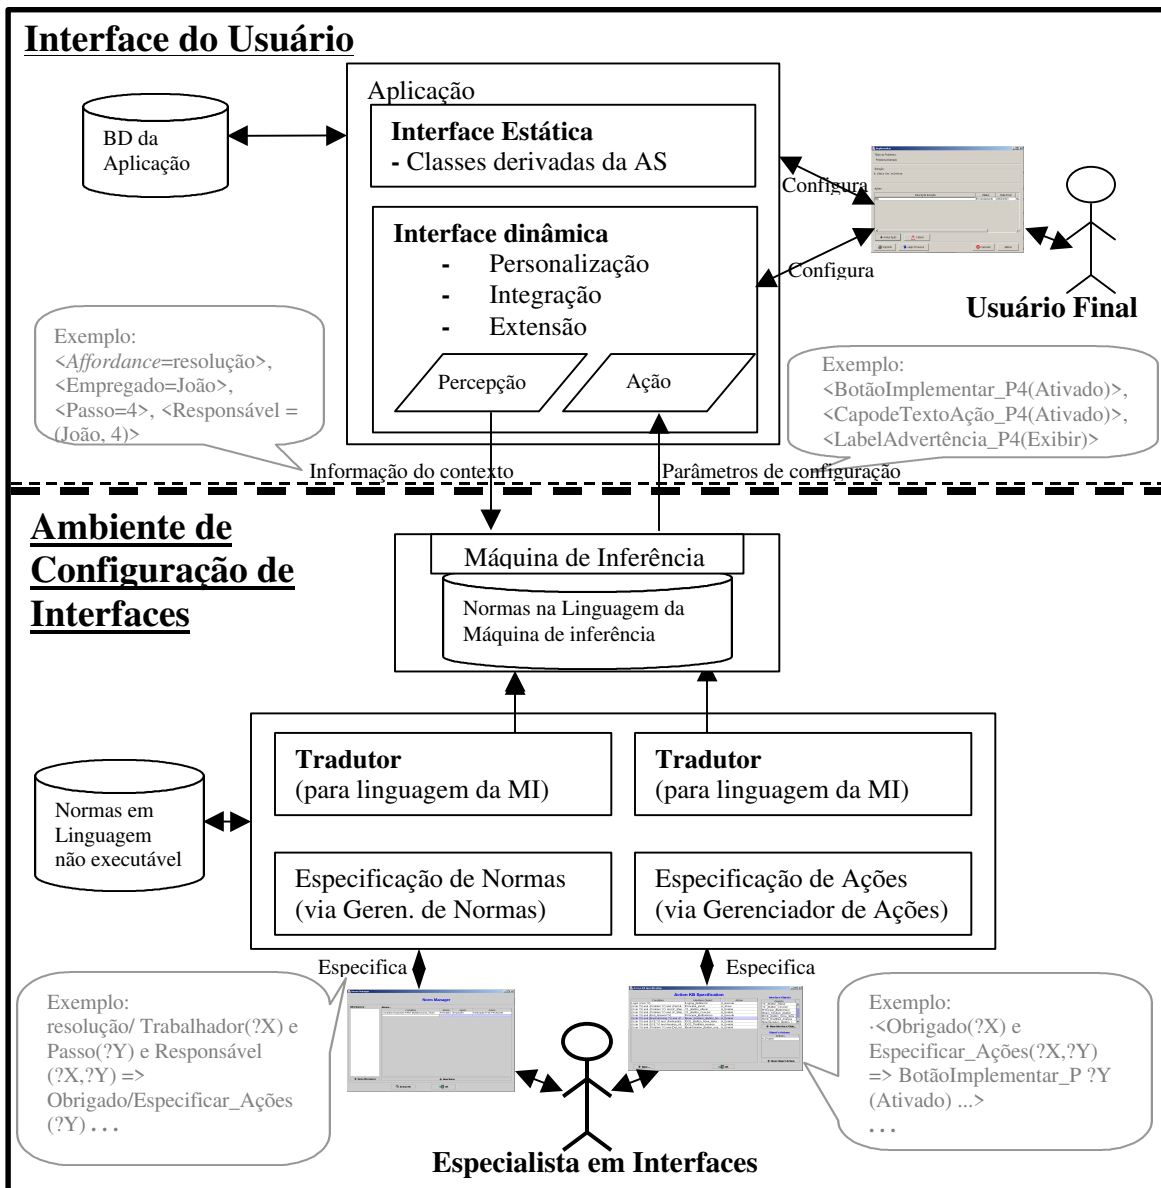 Interface do Usuário
Aplicação
BD da
Aplicação
Interface Estática
- Classes derivadas da AS
Configura
Interface dinâmica
- Personalização
- Integração
- Extensão
Configura
Usuário Final
Exemplo:
<Affordance=resolução>,
<Empregado=João>,
<Passo=4>, <Responsável =
(João, 4)>
Percepção
Ação
Exemplo:
<BotãoImplementar_P4(Ativado)>,
<CapodeTextoAção_P4(Ativado)>,
<LabelAdvertência_P4(Exibir)>
Informação do contexto
Parâmetros de configuração
Ambiente de
Configuração de
Interfaces
Máquina de Inferência
Normas na Linguagem da
Máquina de inferência
Tradutor
(para linguagem da MI)
Tradutor
(para linguagem da MI)
Normas em
Linguagem
não executável
Especificação de Normas
(via Geren. de Normas)
Especificação de Ações
(via Gerenciador de Ações)
Especifica
Especifica
Norm Manager
Action KB Specification
Exemplo:
resolução/ Trabalhador(?X) e
Passo(?Y) e Responsável
(?X,?Y) =>
Obrigado/Especificar_Ações
(?Y) . . .
Exemplo:
·<Obrigado(?X) e
Especificar_Ações(?X,?Y)
=> BotãoImplementar_P ?Y
(Ativado) ...>
. . .
Especialista em Interfaces